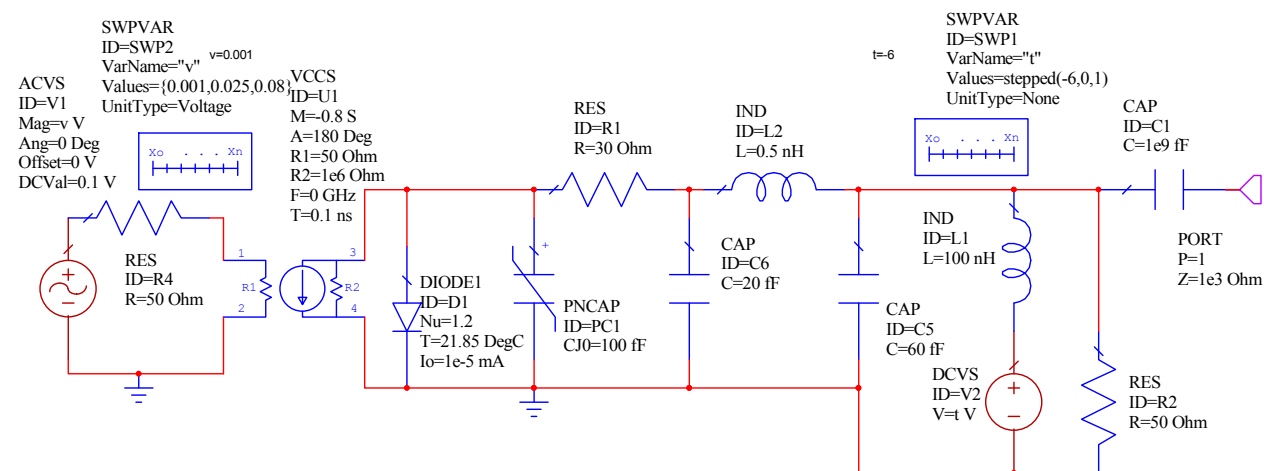 SWPVAR
ID=SWP2
VarName="v"
Values={0.001,0.025,0.08}
UnitType=Voltage
v=0.001
Xo . . . Xn
ACVS
ID=V1
Mag=v V
Ang=0 Deg
Offset=0 V
DCVal=0.1 V
RES
ID=R4
R=50 Ohm
VCCS
ID=U1
M=-0.8 S
A=180 Deg
R1=50 Ohm
R2=1e6 Ohm
F=0 GHz
T=0.1 ns
1
2
R1
3
4
R2
DIODE1
ID=D1
Nu=1.2
T=21.85 DegC
Io=1e-5 mA
+
PNCAP
ID=PC1
CJ0=100 fF
RES
ID=R1
R=30 Ohm
CAP
ID=C6
C=20 fF
IND
ID=L2
L=0.5 nH
CAP
ID=C5
C=60 fF
t=-6
SWPVAR
ID=SWP1
VarName="t"
Values=stepped(-6,0,1)
UnitType=None
Xo . . . Xn
IND
ID=L1
L=100 nH
DCVS
ID=V2
V=t V
RES
ID=R2
R=50 Ohm
CAP
ID=C1
C=1e9 fF
PORT
P=1
Z=1e3 Ohm